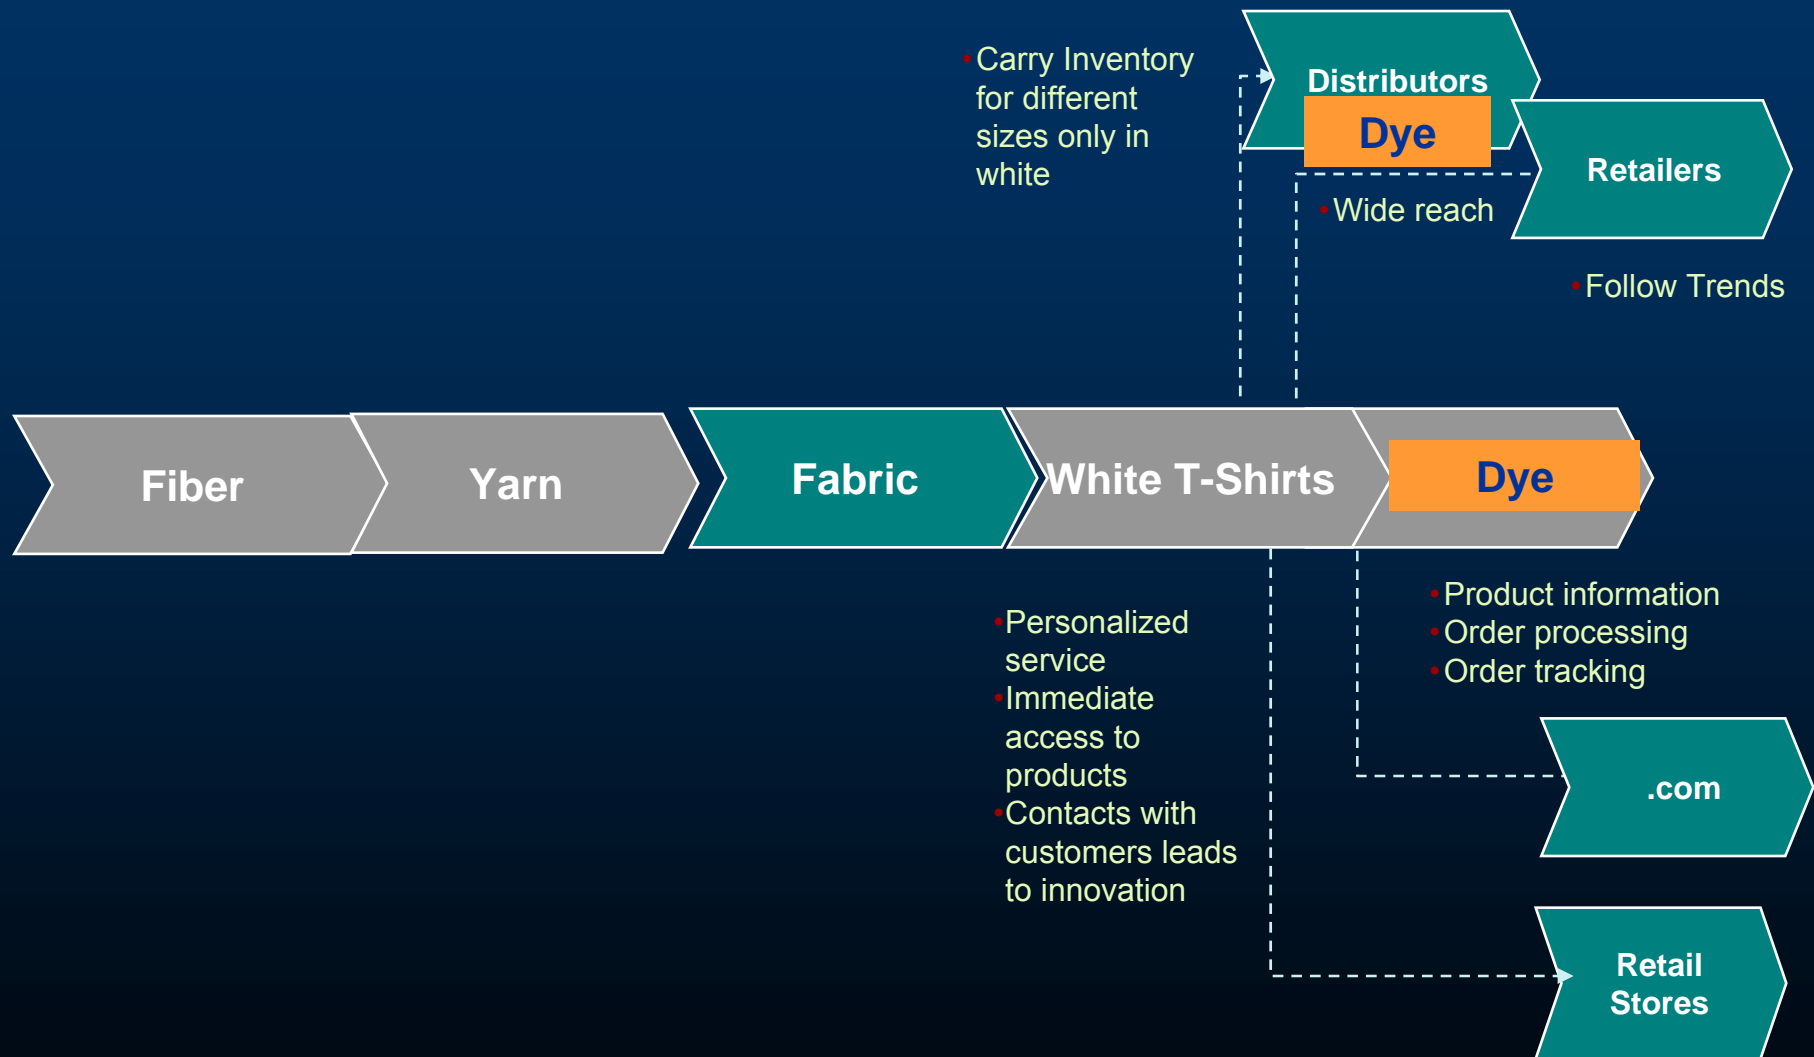 •Carry Inventory
for different
sizes only in
white
Distributors
Dye
Retailers
•Wide reach
•Follow Trends
Fiber
Yarn
Fabric
White T-Shirts
Dye
•Personalized
service
•Immediate
access to
products
•Contacts with
customers leads
to innovation
•Product information
•Order processing
•Order tracking
.com
Retail
Stores